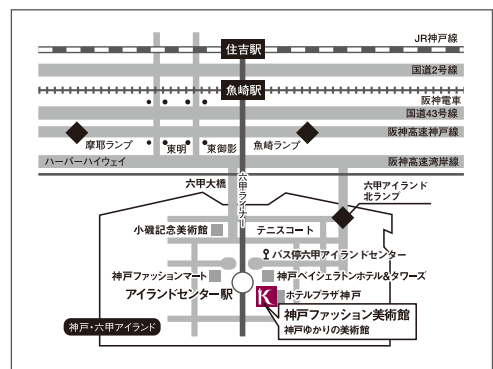 JR神戸線
住吉駅
国道2号線
魚崎駅
阪神電車
国道43号線
摩耶ランプ
東明
東御影
魚崎ランプ
阪神高速神戸線
ハーバーハイウェイ
阪神高速湾岸線
六甲大橋
六甲ライナー
六甲アイランド
北ランプ
小磯記念美術館
テニスコート
バス停六甲アイランドセンター
神戸ファッションマート
神戸ベイシェラトンホテル&タワーズ
アイランドセンター駅
K
ホテルプラザ神戸
神戸ファッション美術館
神戸ゆかりの美術館
神戸・六甲アイランド